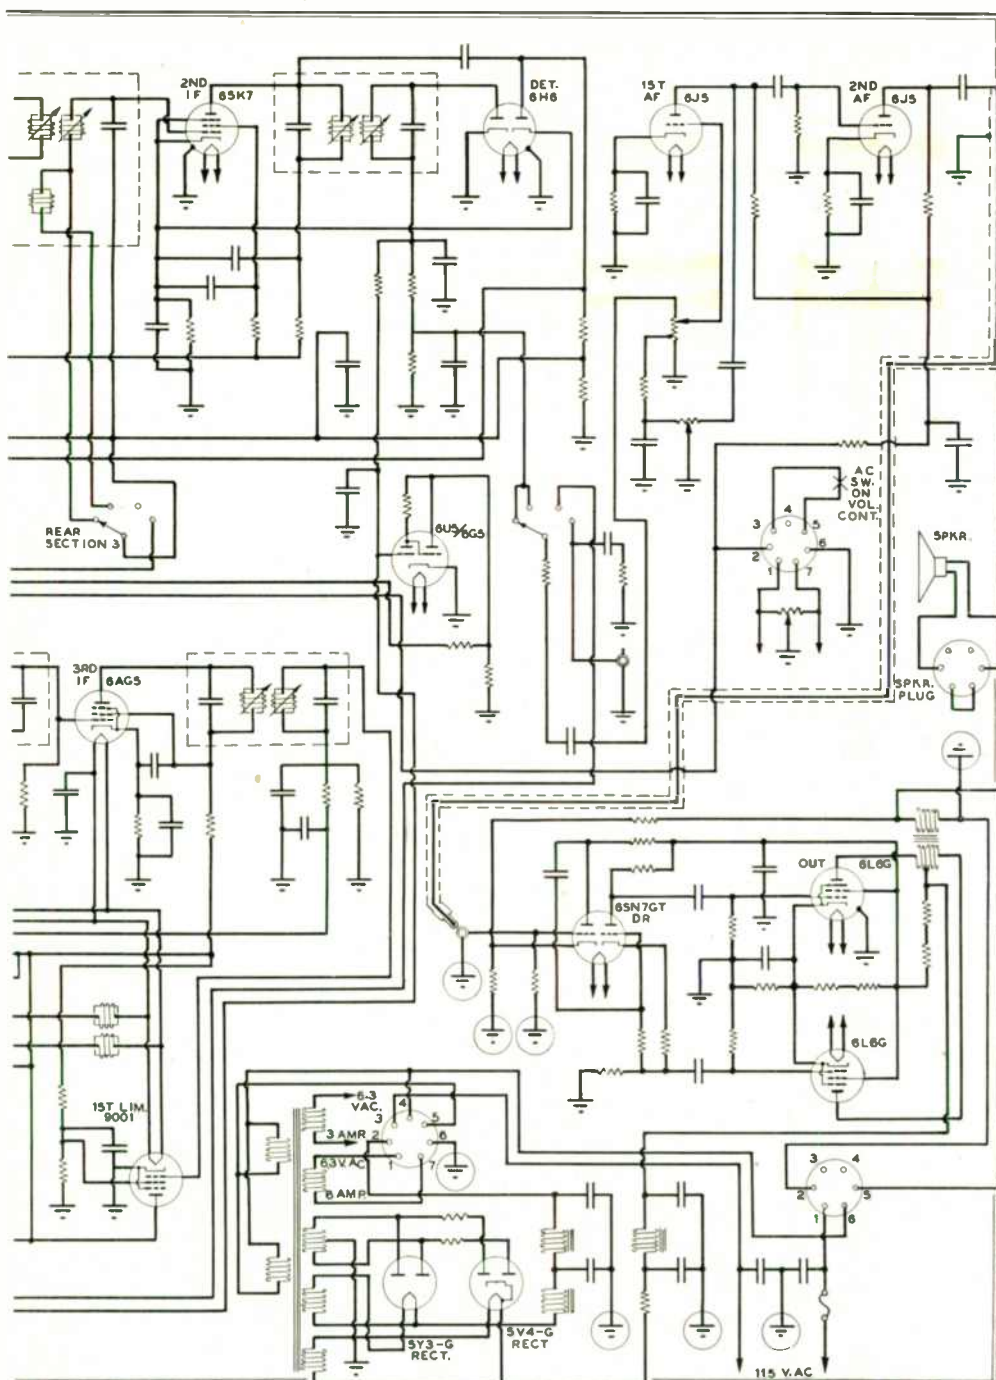 2ND
IF
6SK7
DET.
6H6
1ST
AF
6J5
2ND
AF
6J5
REAR
SECTION 3
6U5/6G5
AC
SW.
ON
VOL
CONT.
3
4
5
2
6
1
7
SPKR.
SPKR.
PLUG
3RD
IF
6AG5
OUT
6L6G
6SN7GT
DR
6L6G
1ST LIM.
9001
6.3
VAC.
3 AMP.
6.3 V. AC
6 AMP.
3
4
5
2
6
1
7
3
4
2
5
1
6
5Y3-G
RECT.
5V4-G
RECT
115 V. AC